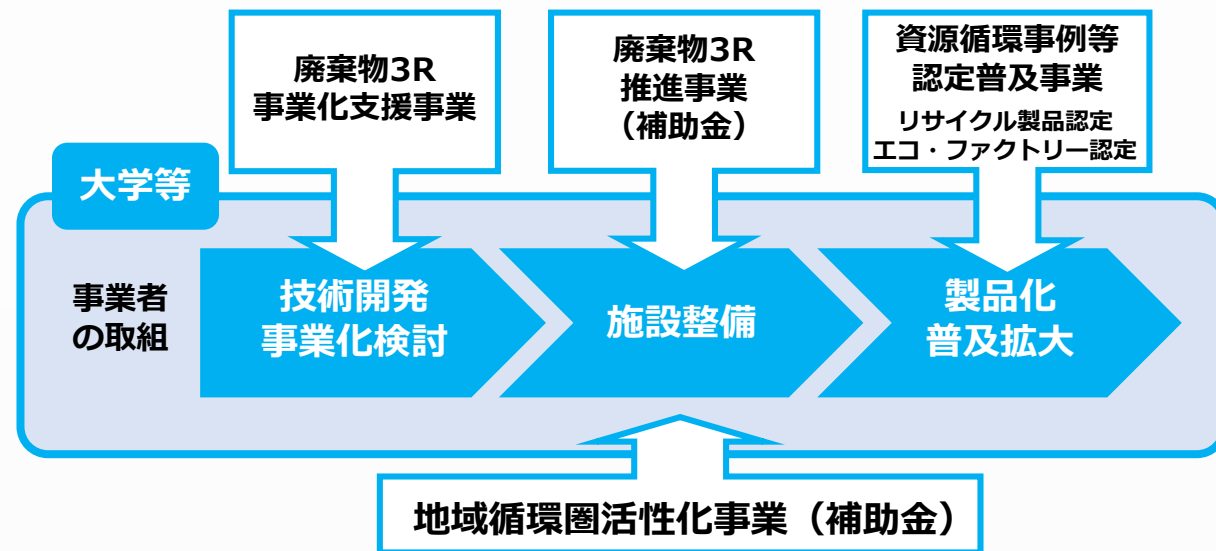 廃棄物3R
事業化支援事業
廃棄物3R
推進事業
（補助金）
資源循環事例等
認定普及事業
リサイクル製品認定
エコ・ファクトリー認定
大学等
事業者
の取組
技術開発
事業化検討
施設整備
製品化
普及拡大
地域循環圏活性化事業（補助金）